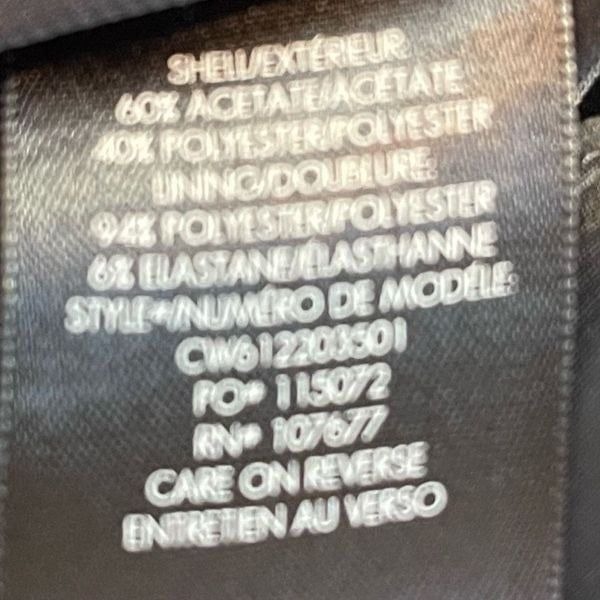 SHELL/EXTÉRIEUR:
60% ACETATE/ACÉTATE
40% POLYESTER/POLYESTER
LINING/DOUBLURE:
94% POLYESTER/POLYESTER
6% ELASTANE/ÉLASTHANNE
STYLE#/NUMÉRO DE MODÈLE:
CW612203501
PO# 115072
RN# 107677
CARE ON REVERSE
ENTRETIEN AU VERSO